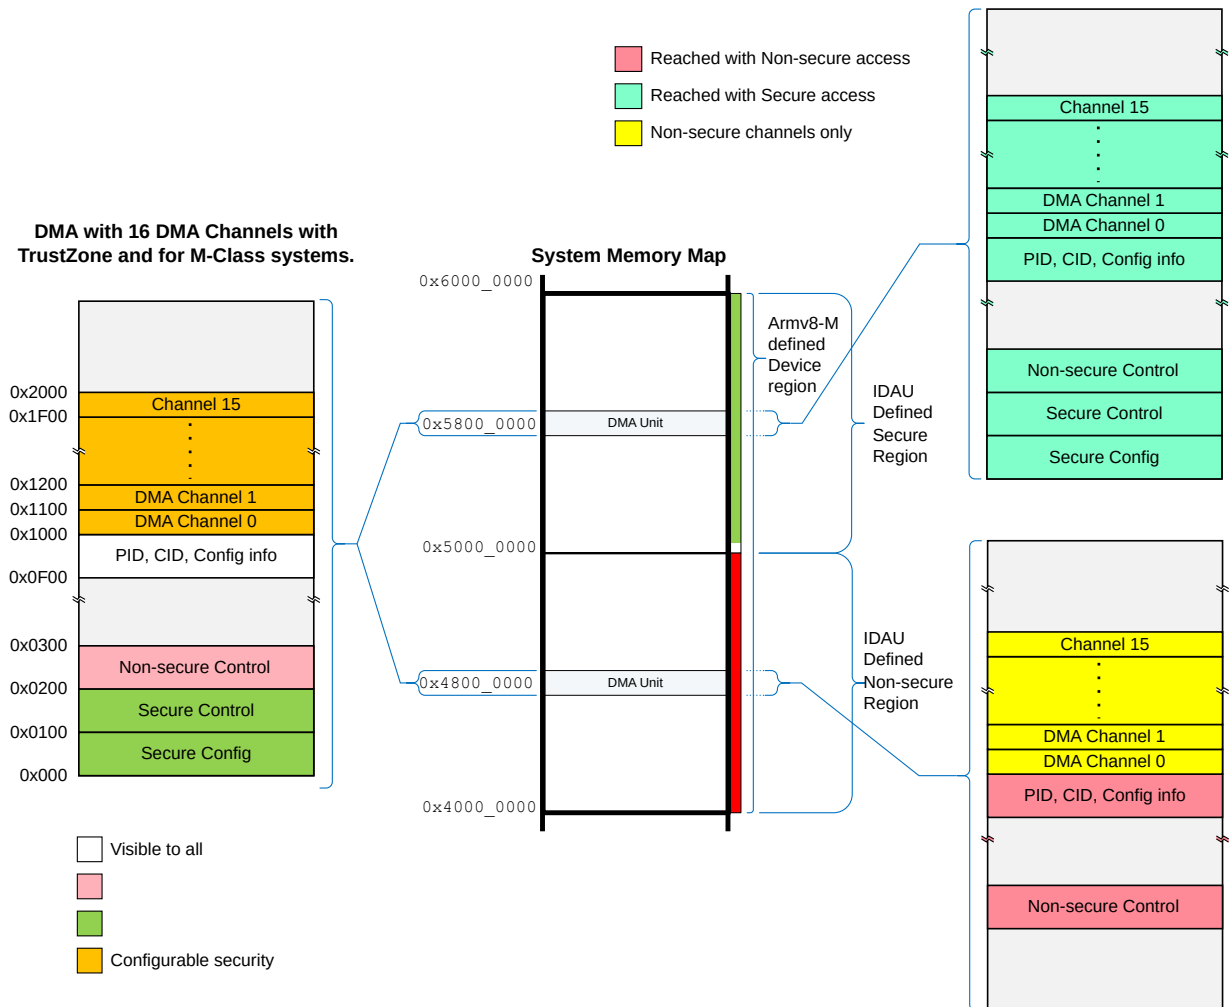 Reached with Non-secure access
Reached with Secure access
Non-secure channels only
DMA with 16 DMA Channels with
TrustZone and for M-Class systems.
0x2000
0x1F00
0x1200
0x1100
0x1000
0x0F00
0x0300
0x0200
0x0100
0x000
Channel 15
DMA Channel 1
DMA Channel 0
PID, CID, Config info
Non-secure Control
Secure Control
Secure Config
Visible to all
Configurable security
System Memory Map
0x6000_0000
0x5800_0000
0x5000_0000
0x4800_0000
0x4000_0000
DMA Unit
DMA Unit
Armv8-M
defined
Device
region
IDAU
Defined
Secure
Region
IDAU
Defined
Non-secure
Region
Channel 15
DMA Channel 1
DMA Channel 0
PID, CID, Config info
Non-secure Control
Secure Control
Secure Config
Channel 15
DMA Channel 1
DMA Channel 0
PID, CID, Config info
Non-secure Control